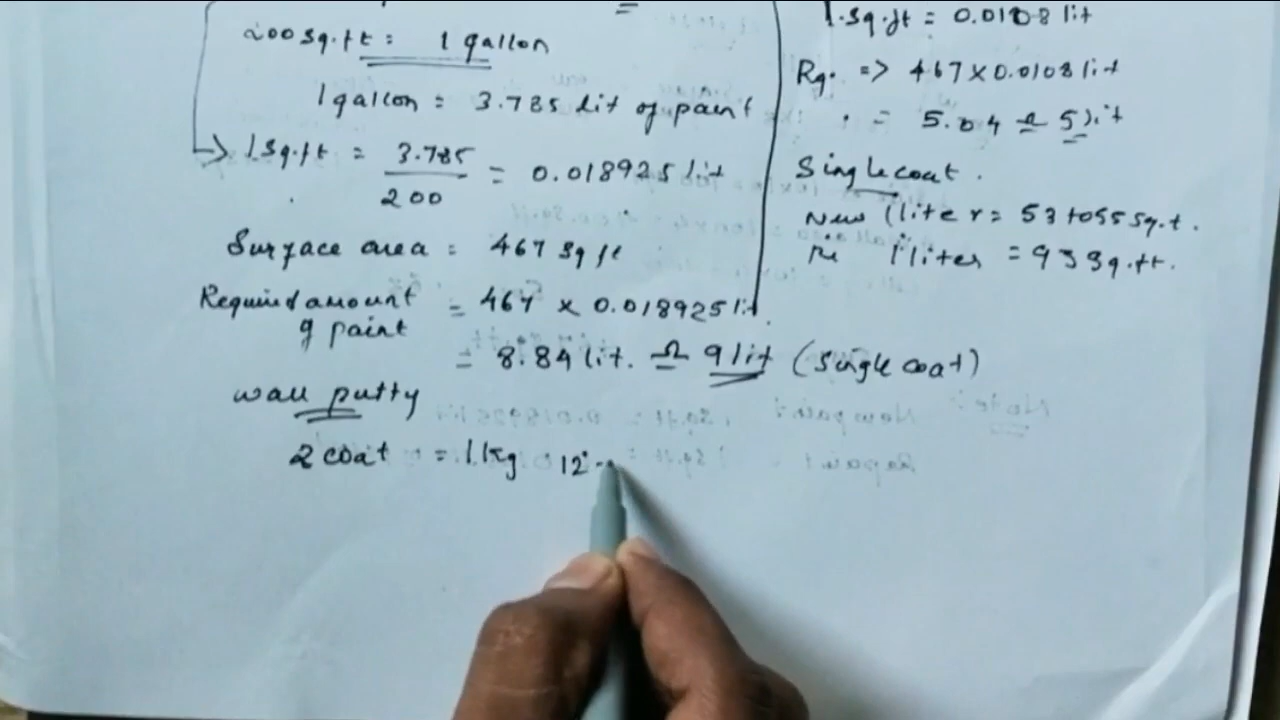 200 Sq.ft = 1 gallon
1 gallon = 3.785 lit of paint
1 Sq.ft = 3.785 / 200 = 0.018925 lit
Surface area = 467 Sq ft
Required amount of paint = 467 x 0.018925 lit
= 8.84 lit. ≏ 9 lit (Single coat)
wall putty
2 coat = 1 kg 12
1.Sq.ft = 0.0108 lit
Rq. => 467 x 0.0108 lit
= 5.04 ≏ 5 lit
Single coat.
New 1 liter = 53 to 55 Sq.t.
1 liter = 93 Sq.ft.